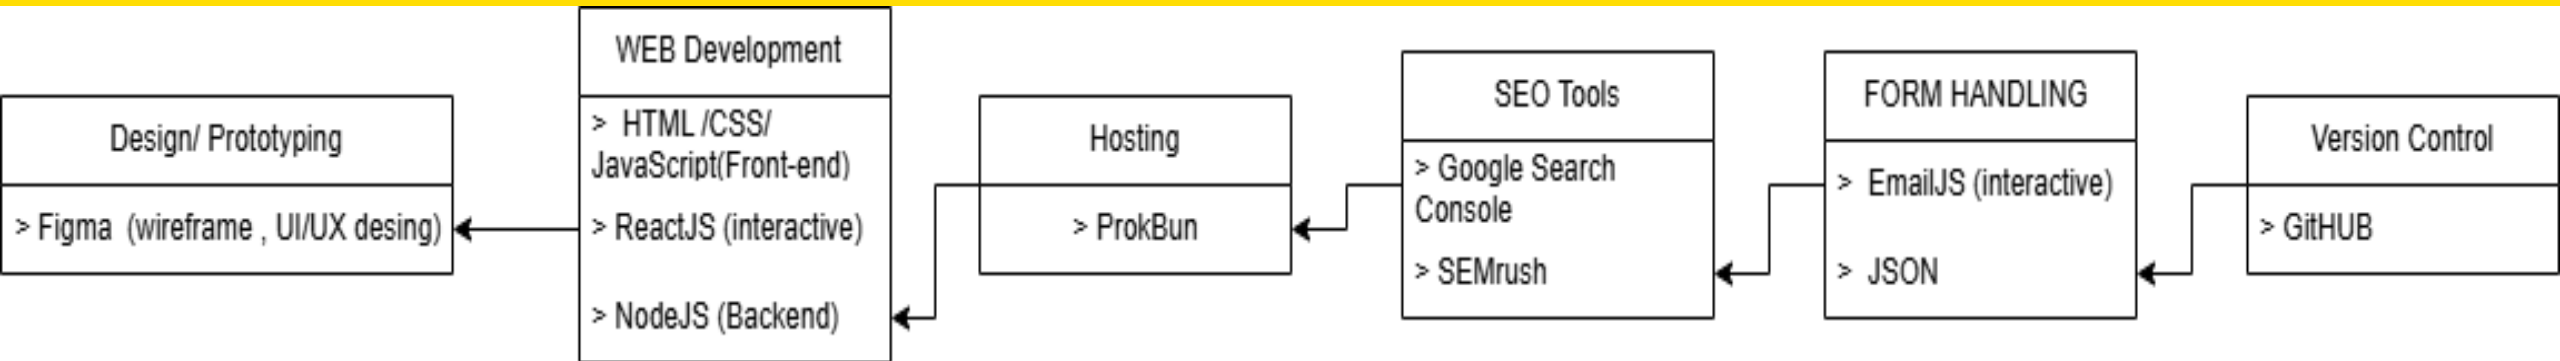 Design/ Prototyping
> Figma (wireframe , UI/UX desing)
WEB Development
> HTML /CSS/
JavaScript(Front-end)
> ReactJS (interactive)
> NodeJS (Backend)
Hosting
> ProkBun
SEO Tools
> Google Search
Console
> SEMrush
FORM HANDLING
> EmailJS (interactive)
> JSON
Version Control
> GitHUB